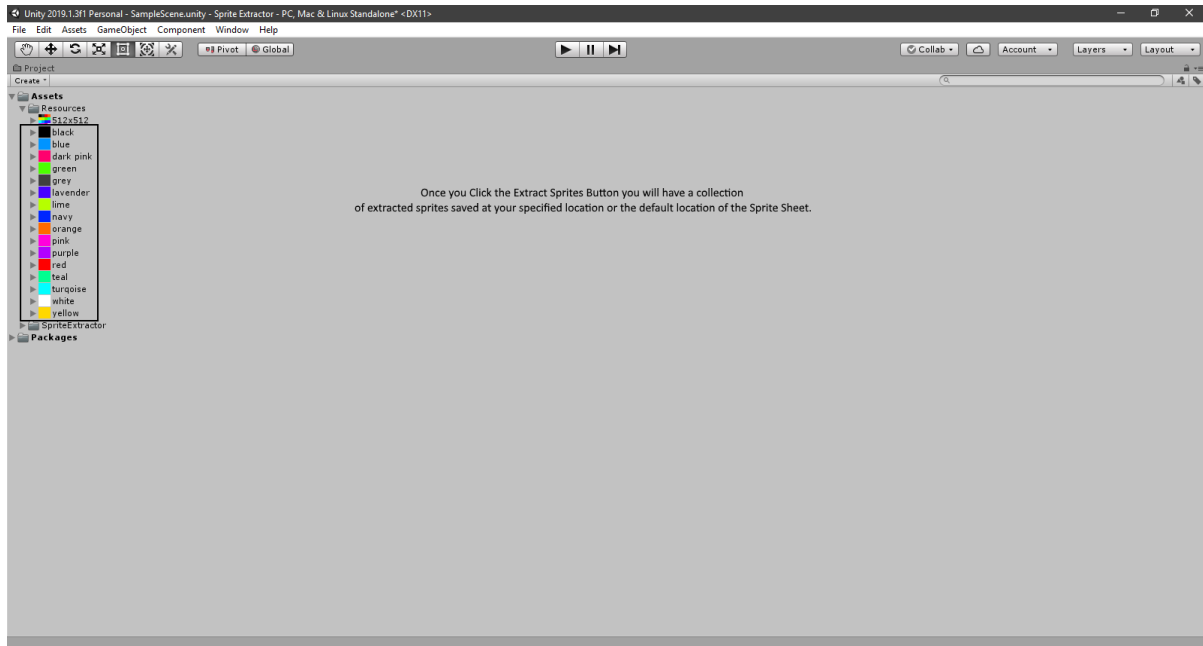 Unity 2019.1.3f1 Personal - SampleScene.unity - Sprite Extractor - PC, Mac & Linux Standalone* <DX11>
File Edit Assets GameObject Component Window Help
Pivot Global Collab Account Layers Layout
Project
Create
Assets
Resources
512x512
black
blue
dark pink
green
grey
lavender
lime
navy
orange
pink
purple
red
teal
turqoise
white
yellow
SpriteExtractor
Packages
Once you Click the Extract Sprites Button you will have a collection
of extracted sprites saved at your specified location or the default location of the Sprite Sheet.